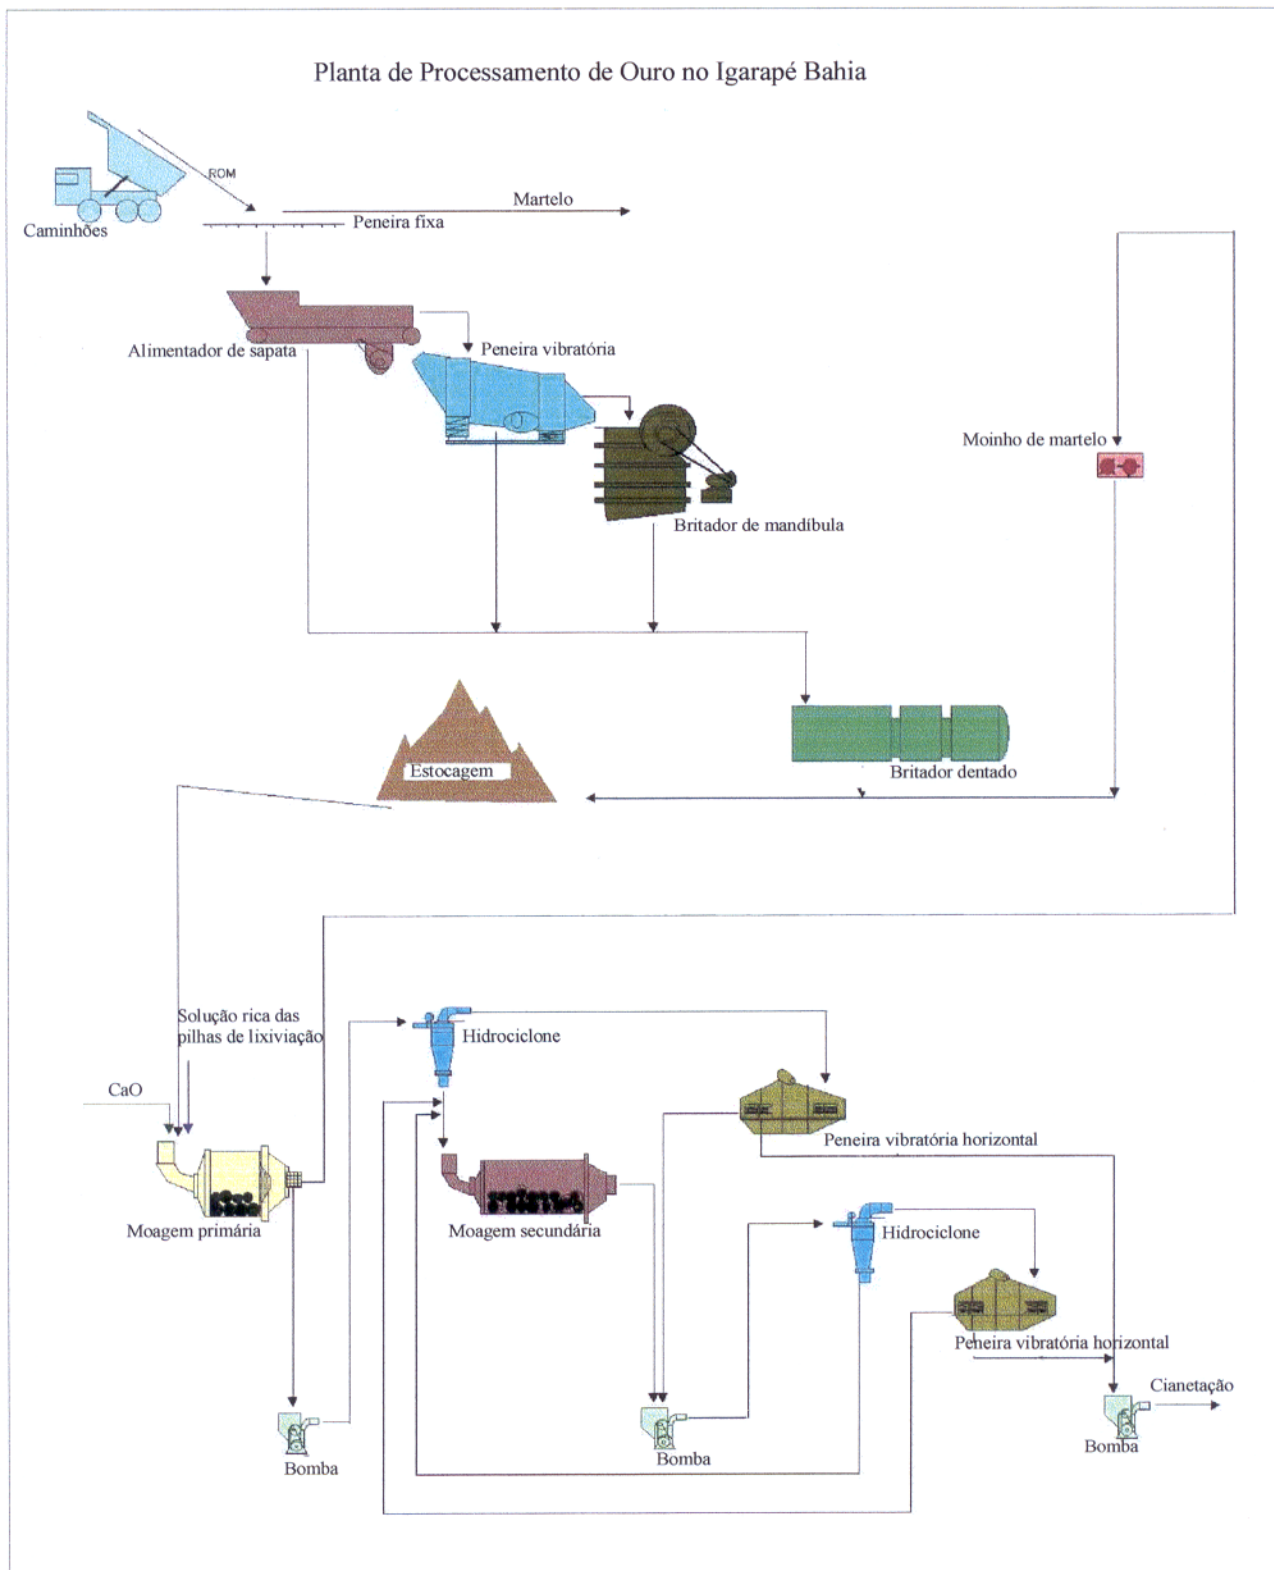 Planta de Processamento de Ouro no Igarapé Bahia
ROM
Martelo
Caminhões
Peneira fixa
Alimentador de sapata
Peneira vibratória
Moinho de martelo
Britador de mandíbula
Estocagem
Britador dentado
Solução rica das
pilhas de lixiviação
Hidrociclone
CaO
Peneira vibratória horizontal
Moagem primária
Moagem secundária
Hidrociclone
Peneira vibratória horizontal
Cianetação
Bomba
Bomba
Bomba